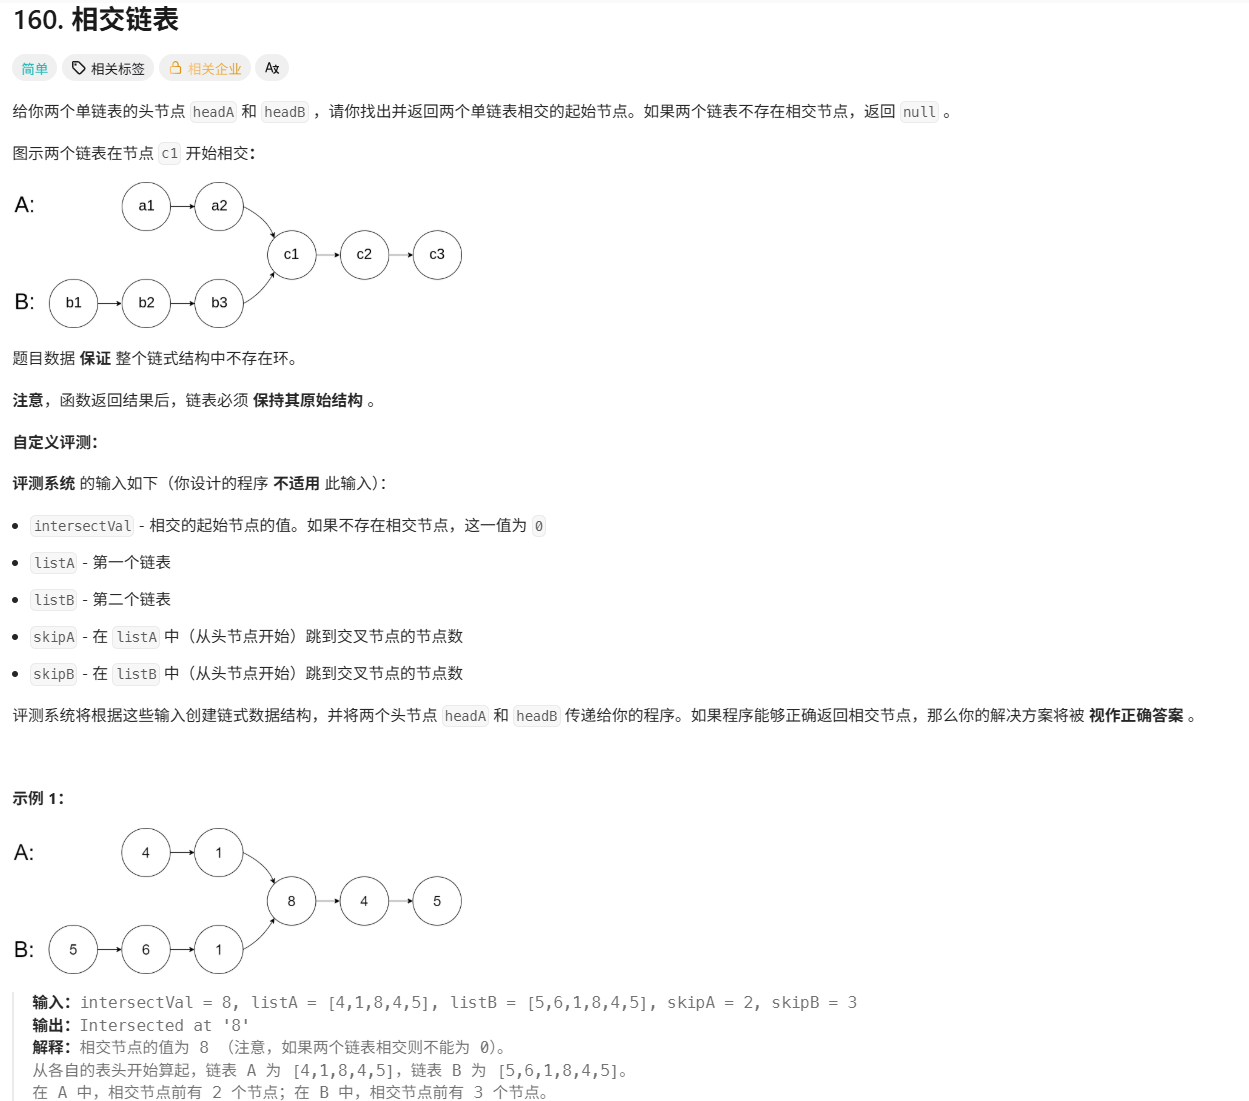 160. 相交链表
简单 相关标签 相关企业 A文
给你两个单链表的头节点 headA 和 headB ，请你找出并返回两个单链表相交的起始节点。如果两个链表不存在相交节点，返回 null 。
图示两个链表在节点 c1 开始相交：
A: a1 a2
c1 c2 c3
B: b1 b2 b3
题目数据 保证 整个链式结构中不存在环。
注意，函数返回结果后，链表必须 保持其原始结构 。
自定义评测：
评测系统 的输入如下（你设计的程序 不适用 此输入）：
intersectVal - 相交的起始节点的值。如果不存在相交节点，这一值为 0
listA - 第一个链表
listB - 第二个链表
skipA - 在 listA 中（从头节点开始）跳到交叉节点的节点数
skipB - 在 listB 中（从头节点开始）跳到交叉节点的节点数
评测系统将根据这些输入创建链式数据结构，并将两个头节点 headA 和 headB 传递给你的程序。如果程序能够正确返回相交节点，那么你的解决方案将被 视作正确答案 。
示例 1：
A: 4 1
8 4 5
B: 5 6 1
输入：intersectVal = 8, listA = [4,1,8,4,5], listB = [5,6,1,8,4,5], skipA = 2, skipB = 3
输出：Intersected at '8'
解释：相交节点的值为 8 （注意，如果两个链表相交则不能为 0）。
从各自的表头开始算起，链表 A 为 [4,1,8,4,5]，链表 B 为 [5,6,1,8,4,5]。
在 A 中，相交节点前有 2 个节点；在 B 中，相交节点前有 3 个节点。